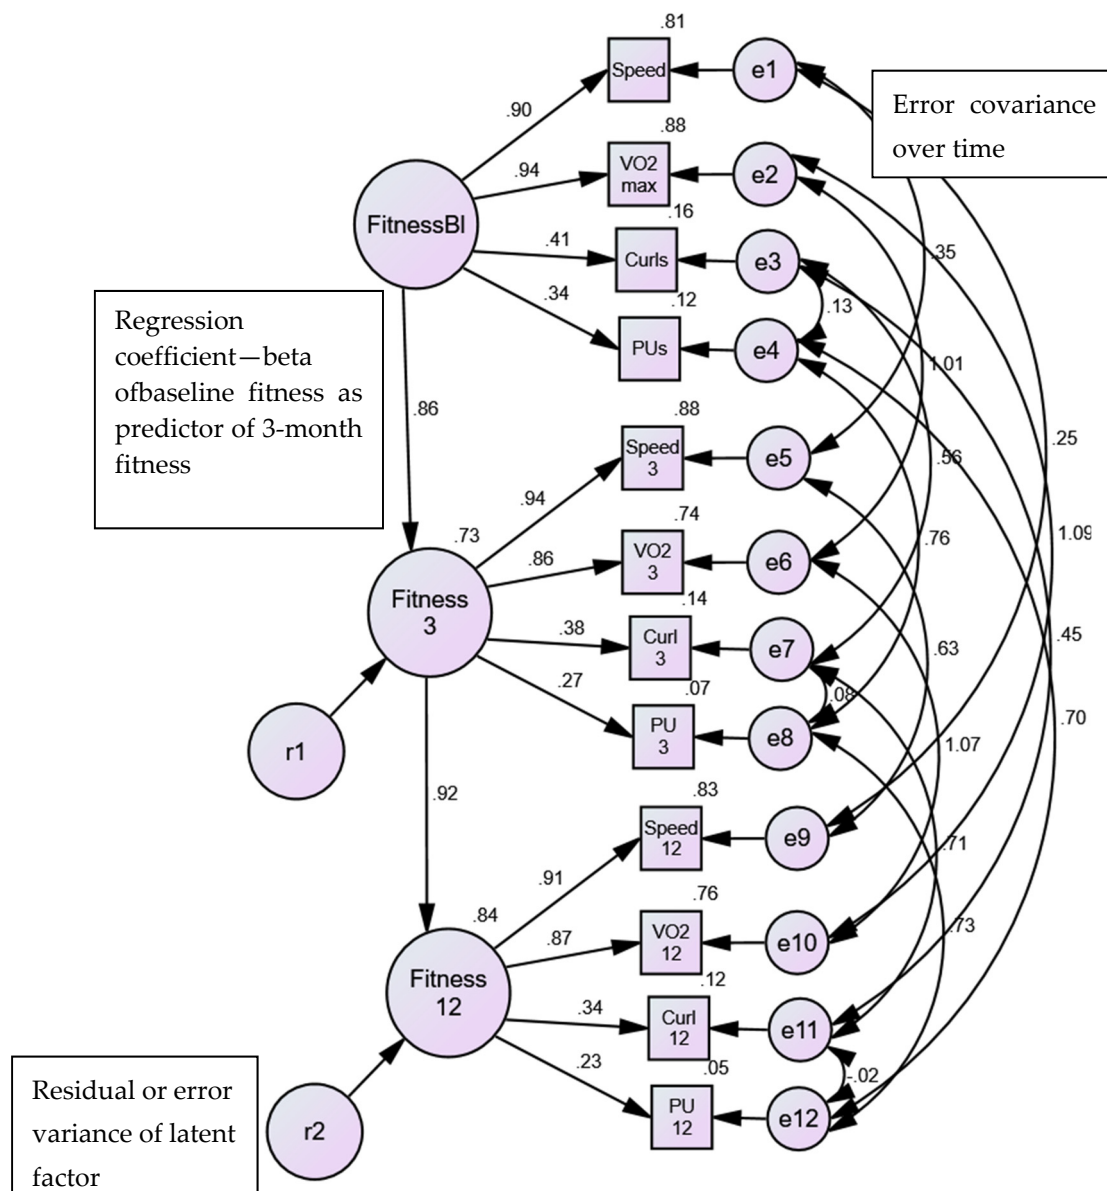 .81
Speed
e1
.90
Error covariance
over time
.88
VO2
max
e2
.94
.16
FitnessBl
.41
Curls
e3
.35
.34
.12
.13
PUs
e4
1.01
Regression
coefficient—beta
ofbaseline fitness as
predictor of 3-month
fitness
.86
.88
Speed
3
e5
.25
.56
.94
.73
.74
VO2
3
e6
.76
1.09
.86
Fitness
3
.14
.38
Curl
3
e7
.63
.45
.27
.07
.08
PU
3
e8
.70
1.07
r1
.92
.83
Speed
12
e9
.71
.91
.84
.76
VO2
12
e10
.73
.87
Fitness
12
.12
.34
Curl
12
e11
.23
.05
-.02
PU
12
e12
Residual or error
variance of latent
factor
r2